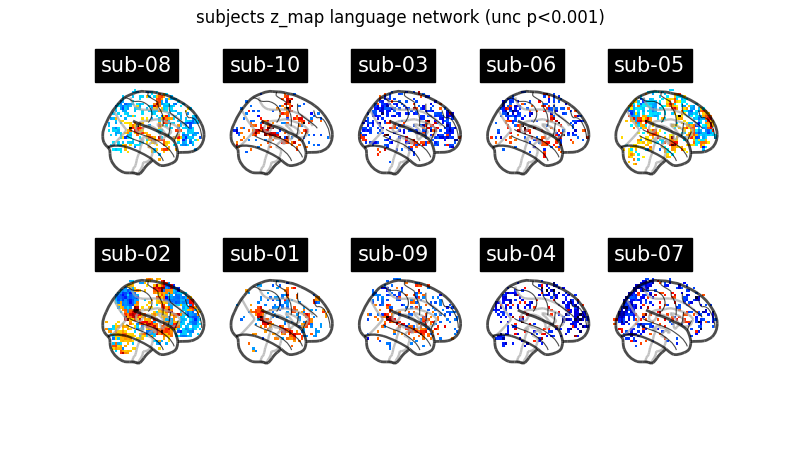 subjects z_map language network (unc p<0.001)
sub-08 sub-10 sub-03 sub-06 sub-05
sub-02 sub-01 sub-09 sub-04 sub-07